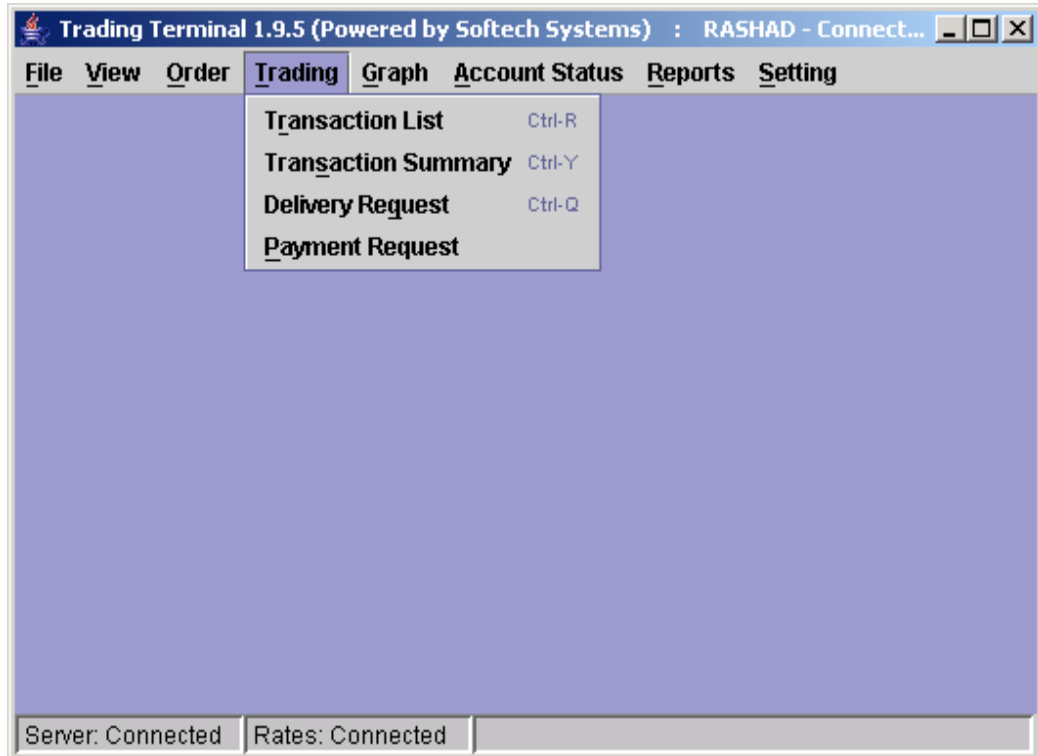 Trading Terminal 1.9.5 (Powered by Softech Systems) : RASHAD - Connect...
File View Order Trading Graph Account Status Reports Setting
Transaction List Ctrl-R
Transaction Summary Ctrl-Y
Delivery Request Ctrl-Q
Payment Request
Server: Connected Rates: Connected